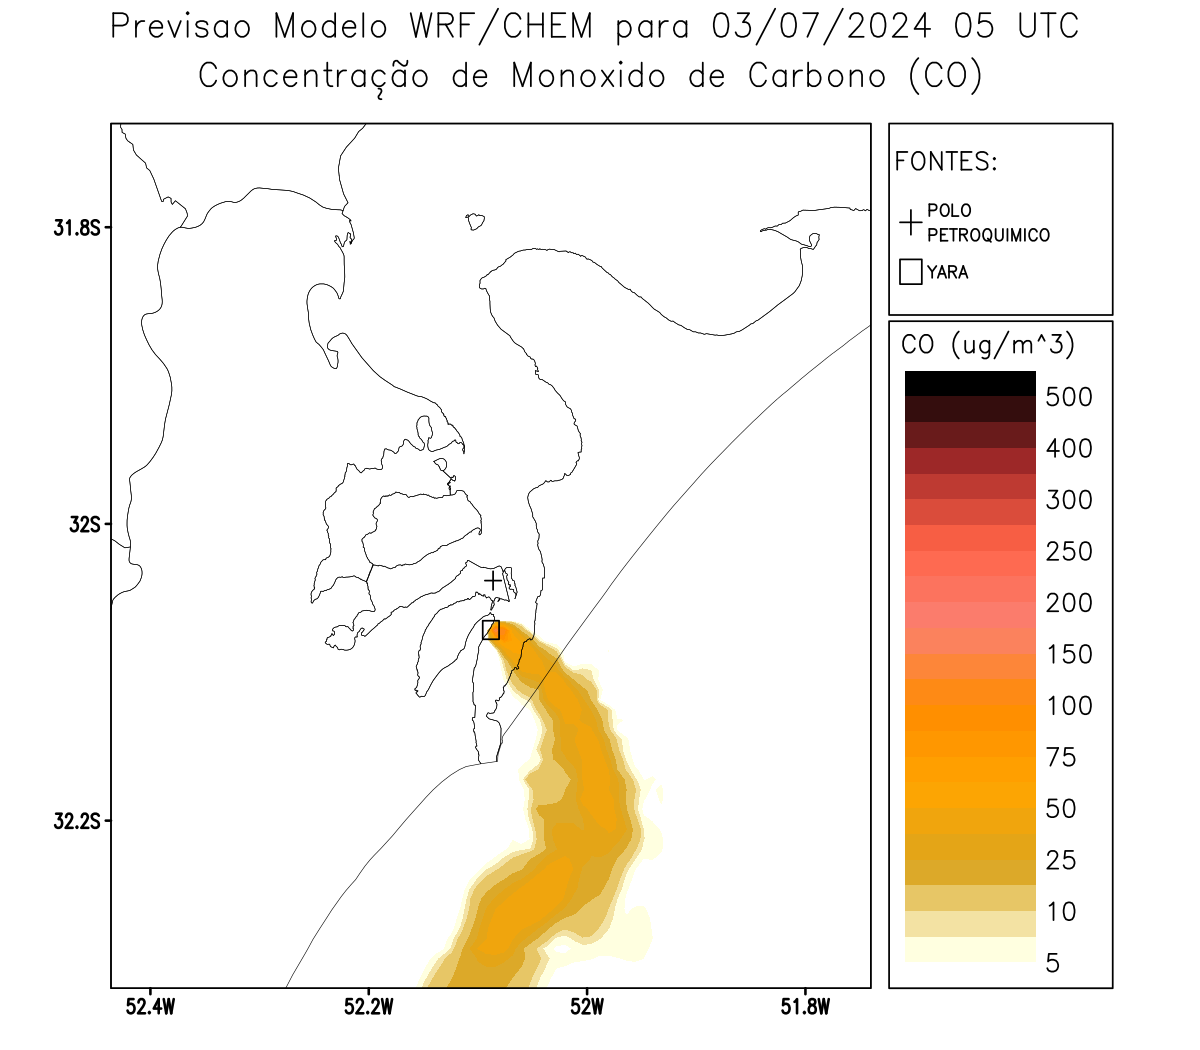 Previsao Modelo WRF/CHEM para 03/07/2024 05 UTC
Concentração de Monoxido de Carbono (CO)
FONTES:
POLO
PETROQUIMICO
YARA
CO (ug/m^3)
500
400
300
250
200
150
100
75
50
25
10
5
31.8S
32S
32.2S
52.4W
52.2W
52W
51.8W